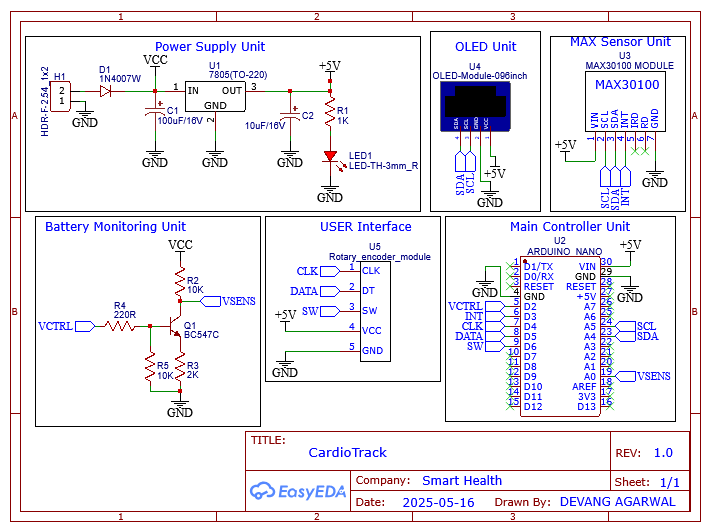 1 2 3
A
B
Power Supply Unit
H1
HDR-F-2.54_1x2
2
1
GND
D1
1N4007W
VCC
C1
100uF/16V
GND
U1
7805(TO-220)
1 IN OUT 3
GND
2
GND
C2
10uF/16V
GND
+5V
R1
1K
LED1
LED-TH-3mm_R
GND
OLED Unit
U4
OLED-Module-096inch
SDA SCL GND VCC
4 3 2 1
SDA
SCL
+5V
GND
MAX Sensor Unit
U3
MAX30100 MODULE
MAX30100
VIN SCL SDA INT IRD RD GND
1 2 3 4 5 6 7
+5V
SCL
SDA
INT
GND
A
Battery Monitoring Unit
VCC
R2
10K
VSENS
VCTRL
R4
220R
Q1
BC547C
R5
10K
R3
2K
GND
USER Interface
U5
Rotary_encoder_module
CLK 1 CLK
DATA 2 DT
SW 3 SW
+5V
4 VCC
5 GND
GND
Main Controller Unit
U2
ARDUINO_NANO
+5V
1 D1/TX VIN 30
2 D0/RX GND 29
3 RESET RESET 28
4 GND +5V 27
VCTRL 5 D2 A7 26
INT 6 D3 A6 25
CLK 7 D4 A5 24 SCL
DATA 8 D5 A4 23 SDA
SW 9 D6 A3 22
10 D7 A2 21
11 D8 A1 20
12 D9 A0 19 VSENS
13 D10 AREF 18
14 D11 3V3 17
15 D12 D13 16
GND
GND
B
TITLE:
CardioTrack
REV: 1.0
EasyEDA
Company: Smart Health
Sheet: 1/1
Date: 2025-05-16 Drawn By: DEVANG AGARWAL
1 2 3